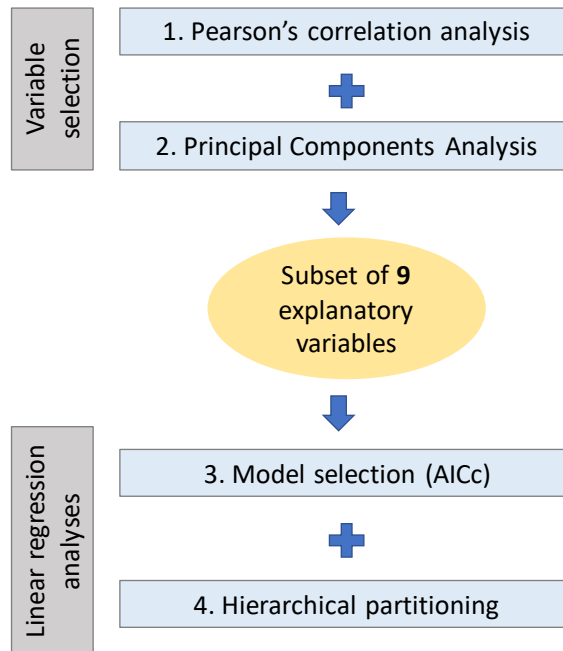 Variable
selection
1. Pearson's correlation analysis
2. Principal Components Analysis
Subset of 9
explanatory
variables
Linear regression
analyses
3. Model selection (AICc)
4. Hierarchical partitioning